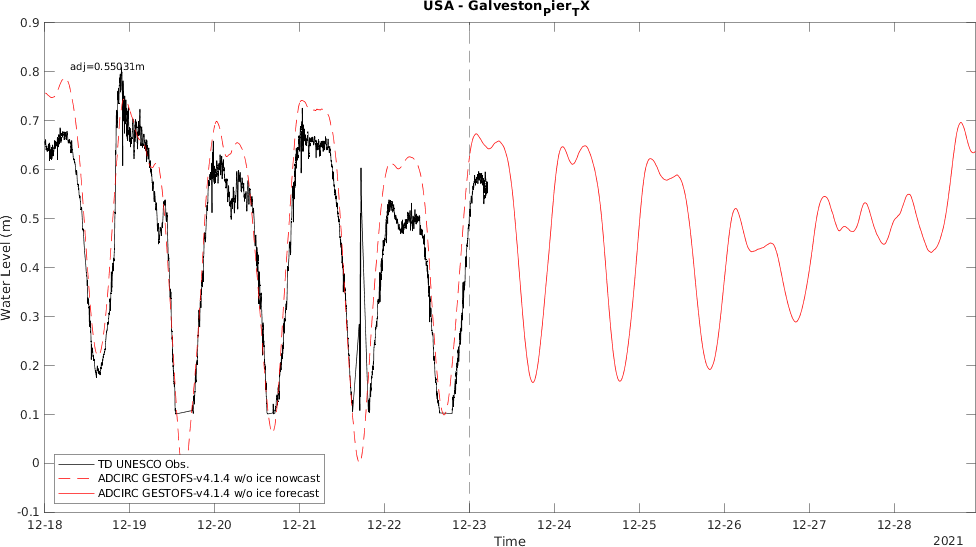 USA - GalvestonPierTX
0.9
0.8
0.7
0.6
0.5
0.4
0.3
0.2
0.1
0
-0.1
Water Level (m)
adj=0.55031m
TD UNESCO Obs.
ADCIRC GESTOFS-v4.1.4 w/o ice nowcast
ADCIRC GESTOFS-v4.1.4 w/o ice forecast
12-18 12-19 12-20 12-21 12-22 12-23 12-24 12-25 12-26 12-27 12-28
Time
2021